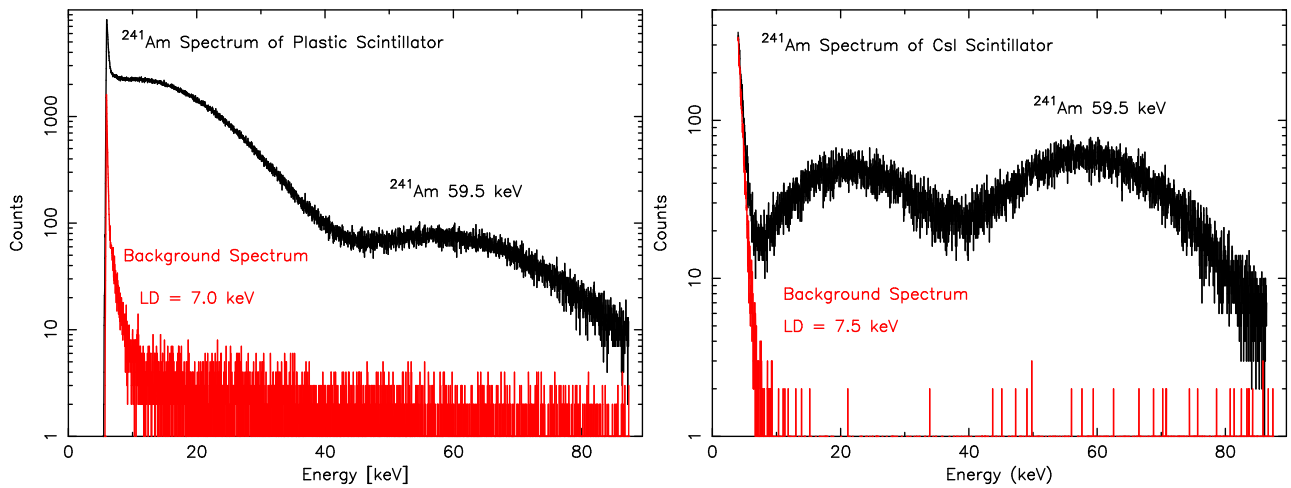 ²⁴¹Am Spectrum of Plastic Scintillator
1000
100
10
1
Counts
²⁴¹Am 59.5 keV
Background Spectrum
LD = 7.0 keV
0 20 40 60 80
Energy [keV]
²⁴¹Am Spectrum of CsI Scintillator
100
10
1
Counts
²⁴¹Am 59.5 keV
Background Spectrum
LD = 7.5 keV
0 20 40 60 80
Energy (keV)